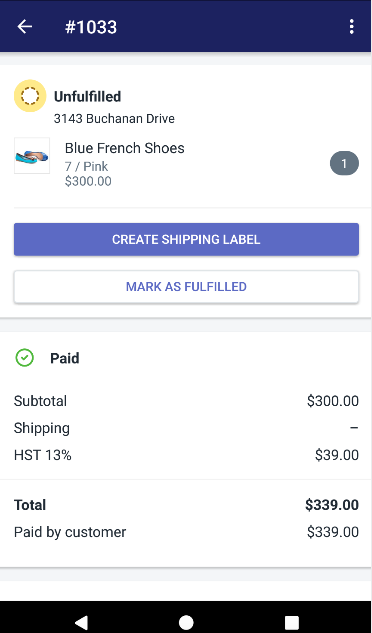 #1033
Unfulfilled
3143 Buchanan Drive
Blue French Shoes
7 / Pink
1
$300.00
CREATE SHIPPING LABEL
MARK AS FULFILLED
Paid
Subtotal $300.00
Shipping –
HST 13% $39.00
Total $339.00
Paid by customer $339.00